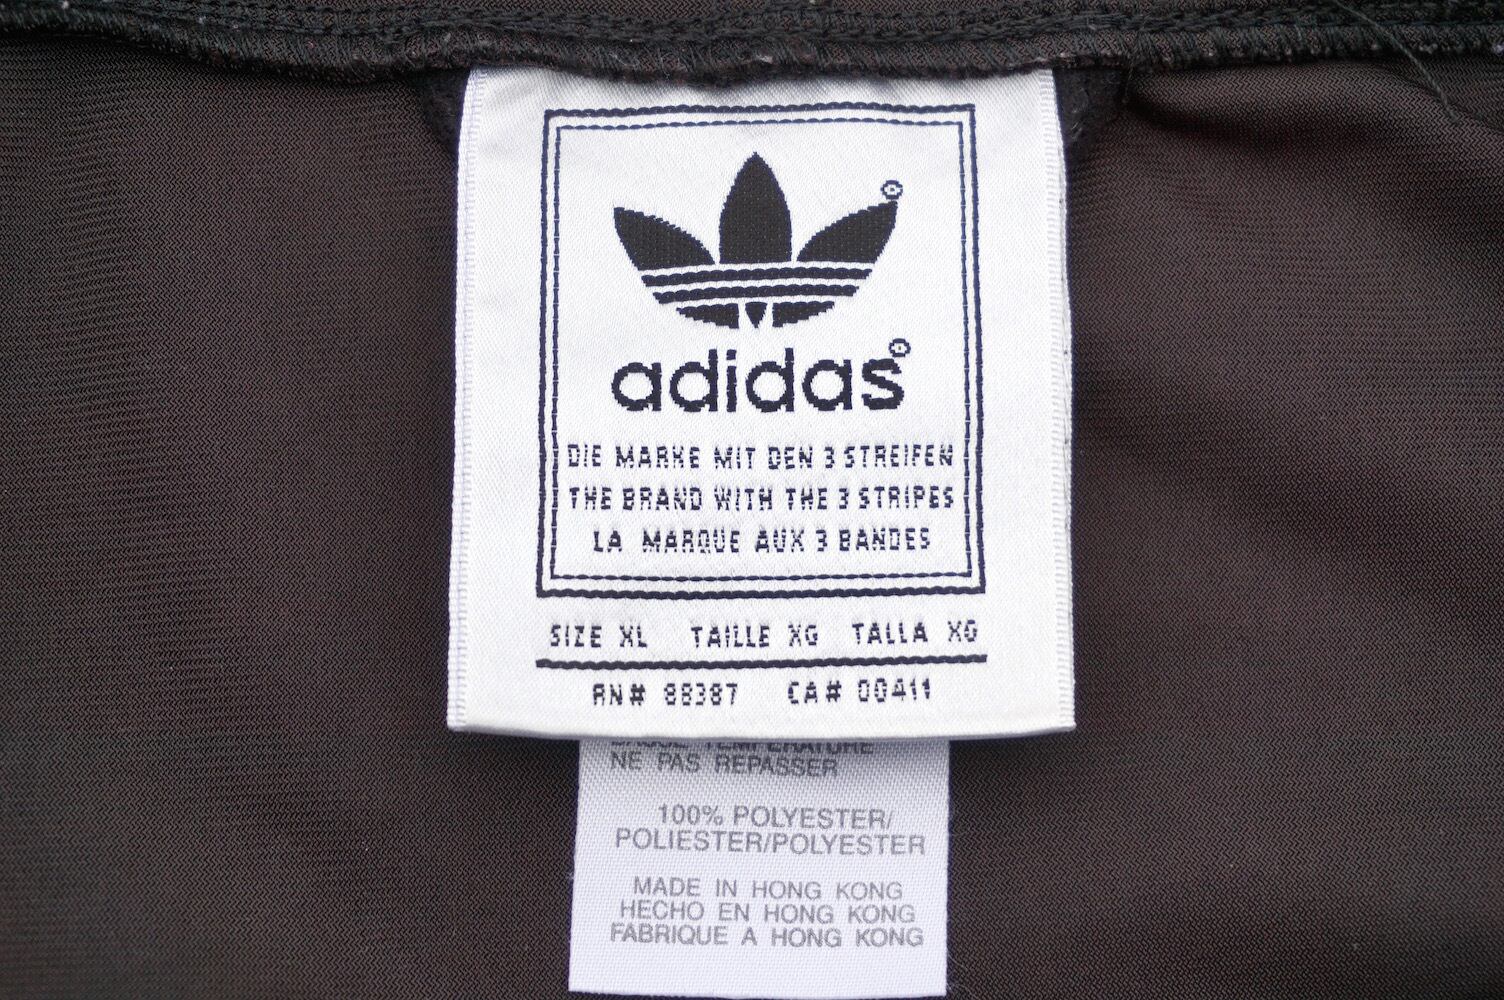 ®
adidas®
DIE MARKE MIT DEN 3 STREIFEN
THE BRAND WITH THE 3 STRIPES
LA MARQUE AUX 3 BANDES
SIZE XL TAILLE XG TALLA XG
RN# 88387 CA# 00411
TEMPERATURE
NE PAS REPASSER
100% POLYESTER/
POLIESTER/POLYESTER
MADE IN HONG KONG
HECHO EN HONG KONG
FABRIQUE A HONG KONG